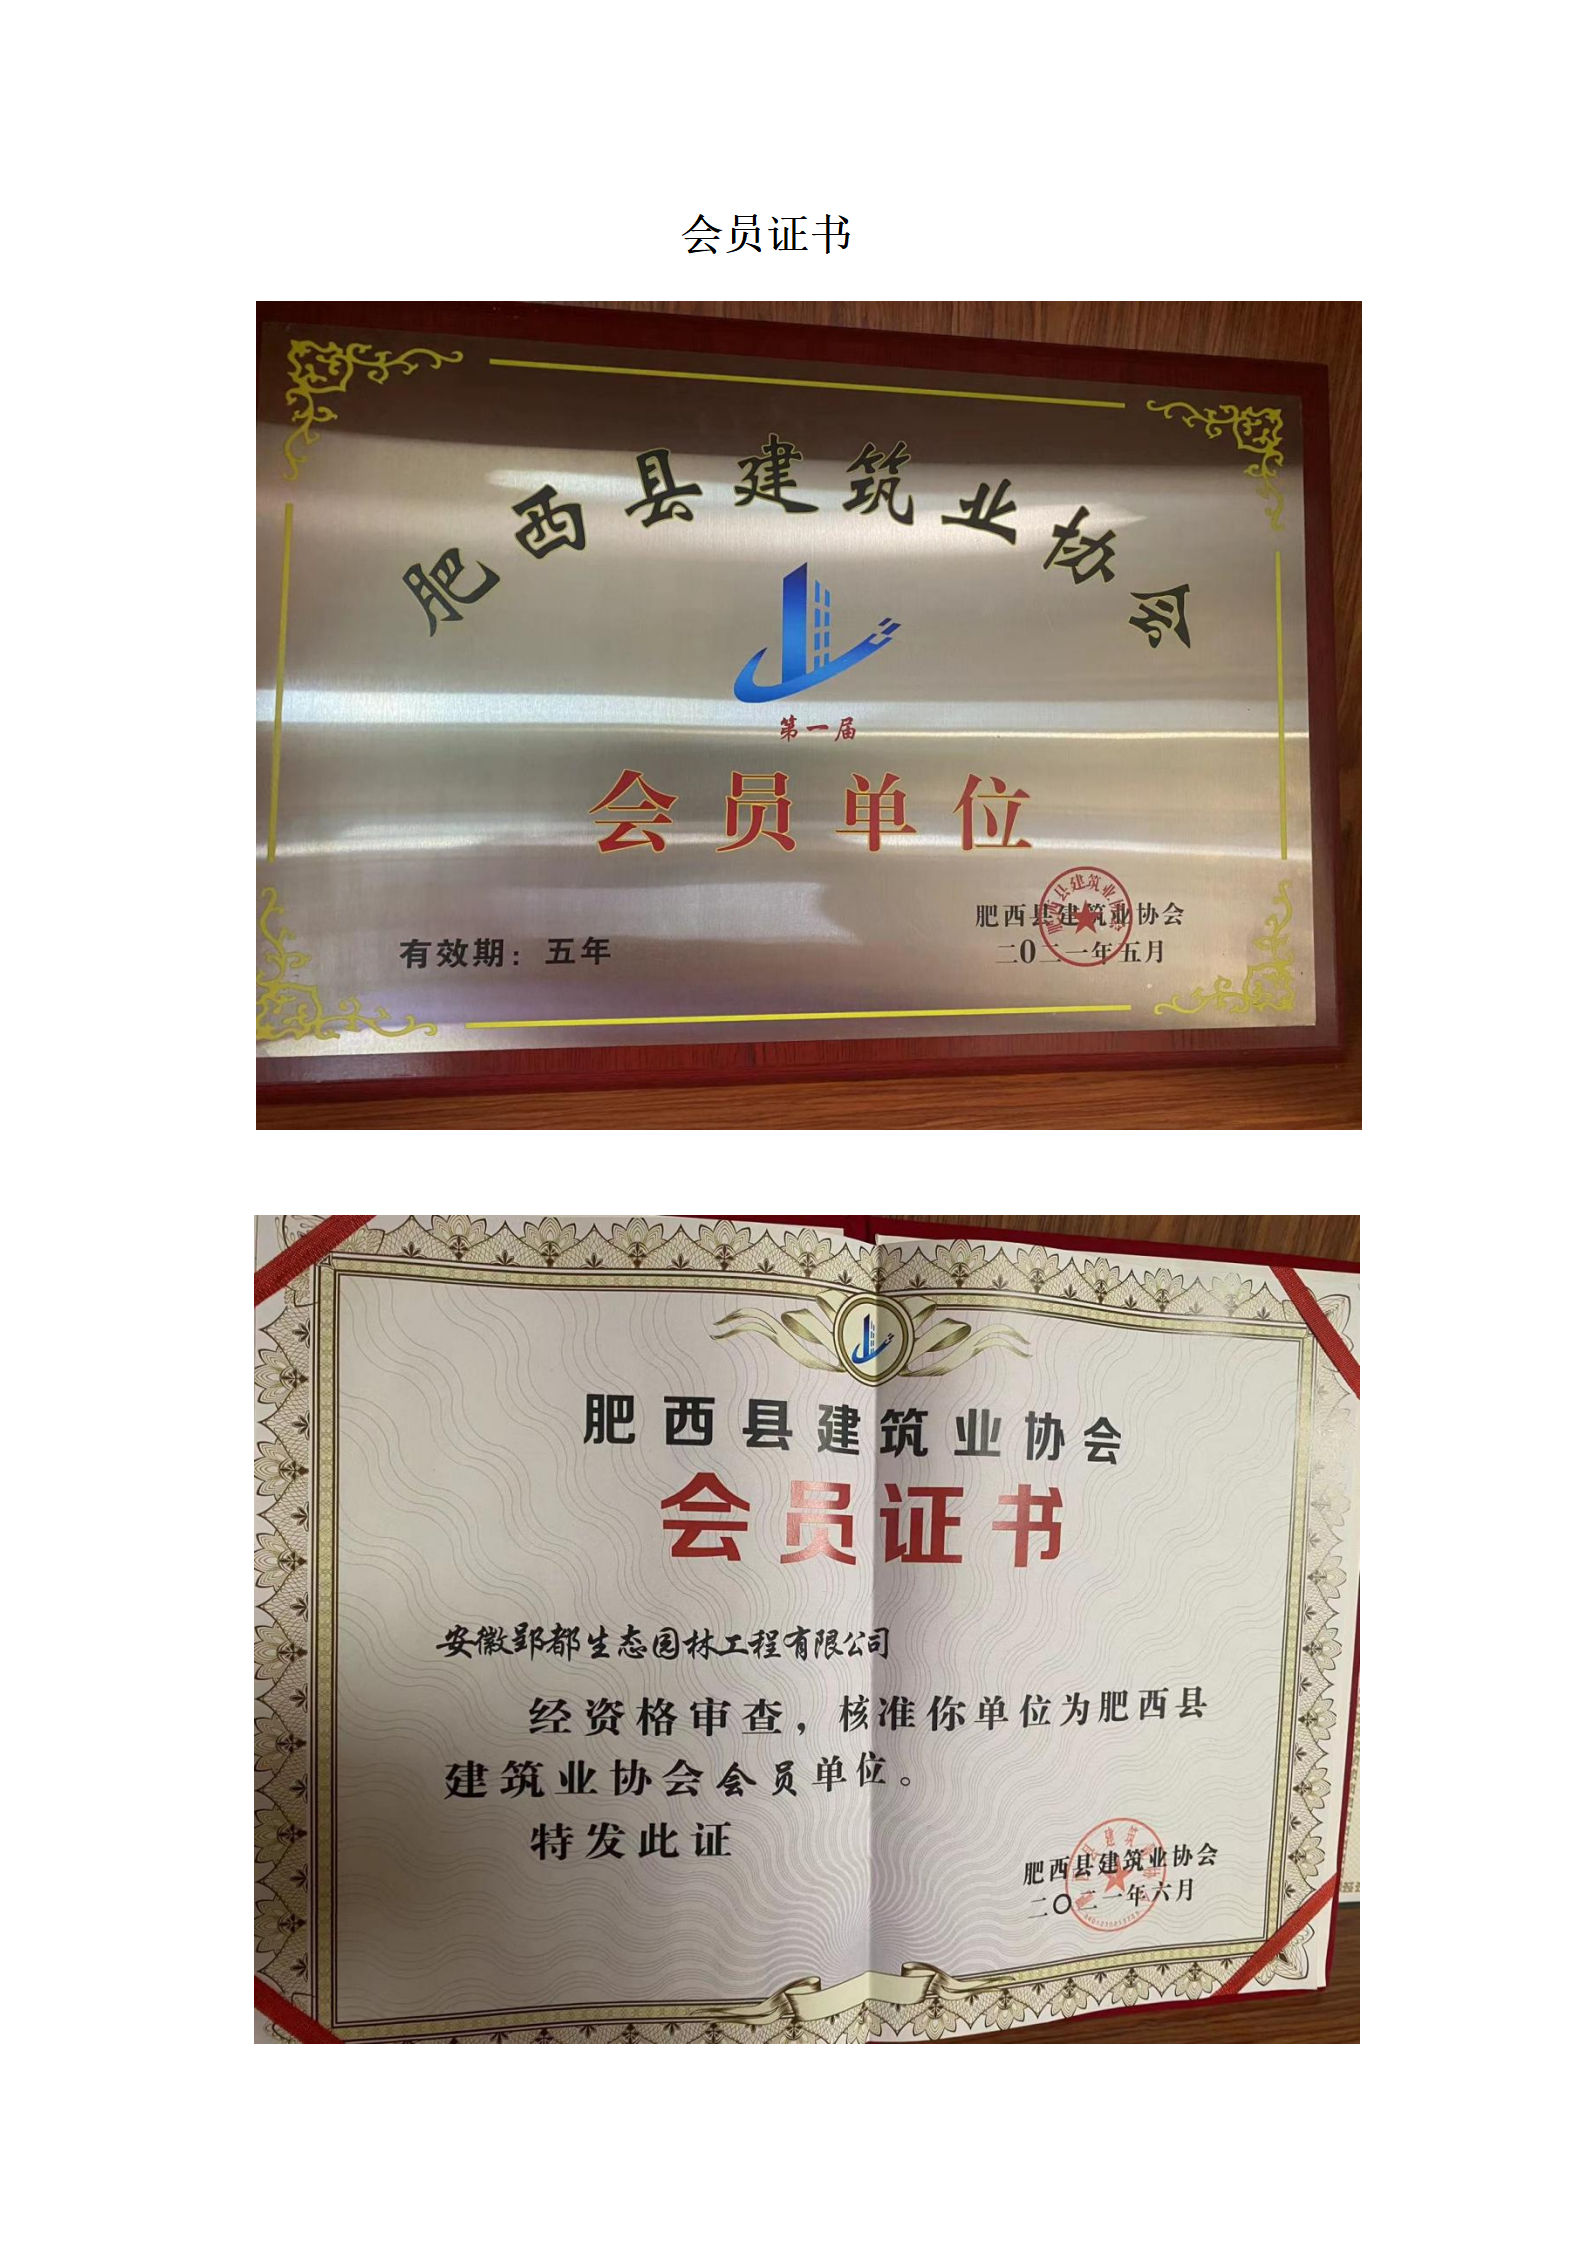 会员证书
肥西县建筑业协会
第一届
会员单位
肥西县建筑业协会
有效期：五年
二0二一年五月
肥西县建筑业协会
会员证书
安徽郢都生态园林工程有限公司
经资格审查，核准你单位为肥西县
建筑业协会会员单位。
特发此证
肥西县建筑业协会
二〇二一年六月